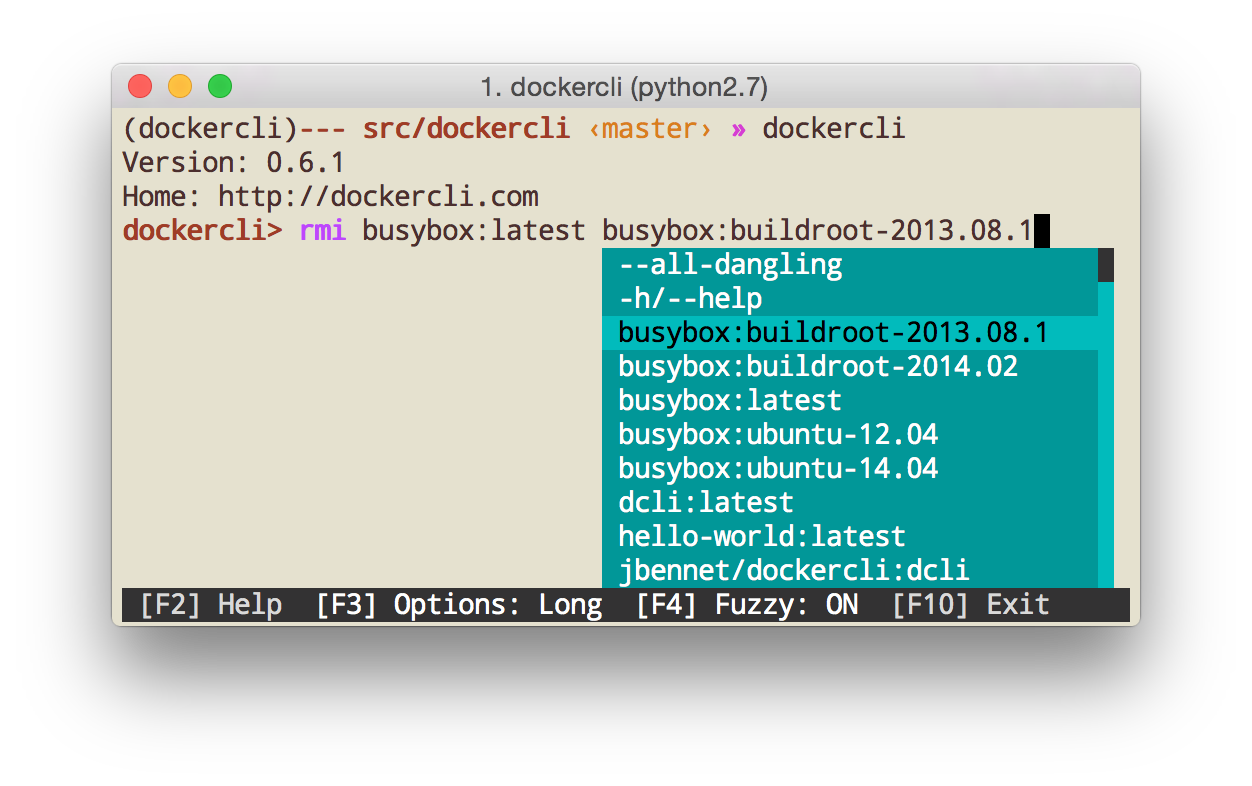 1. dockercli (python2.7)
(dockercli)--- src/dockercli ‹master› » dockercli
Version: 0.6.1
Home: http://dockercli.com
dockercli> rmi busybox:latest busybox:buildroot-2013.08.1
--all-dangling
-h/--help
busybox:buildroot-2013.08.1
busybox:buildroot-2014.02
busybox:latest
busybox:ubuntu-12.04
busybox:ubuntu-14.04
dcli:latest
hello-world:latest
jbennet/dockercli:dcli
[F2] Help [F3] Options: Long [F4] Fuzzy: ON [F10] Exit